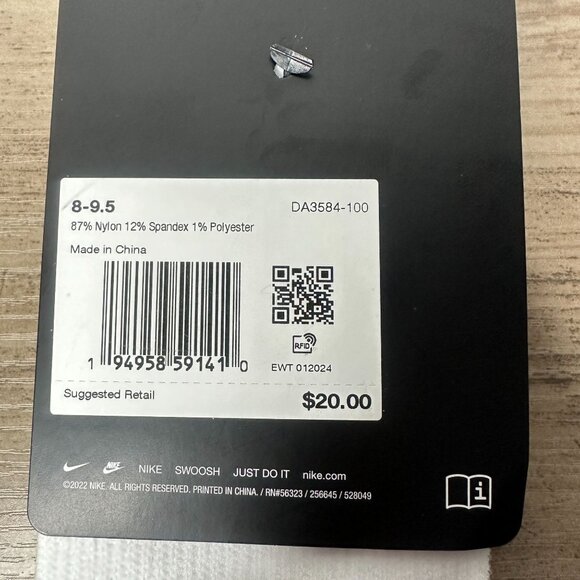 8-9.5 DA3584-100
87% Nylon 12% Spandex 1% Polyester
Made in China
RFID
1 94958 59141 0 EWT 012024
Suggested Retail $20.00
NIKE NIKE SWOOSH JUST DO IT nike.com
©2022 NIKE. ALL RIGHTS RESERVED. PRINTED IN CHINA. / RN#56323 / 256645 / 528049
i